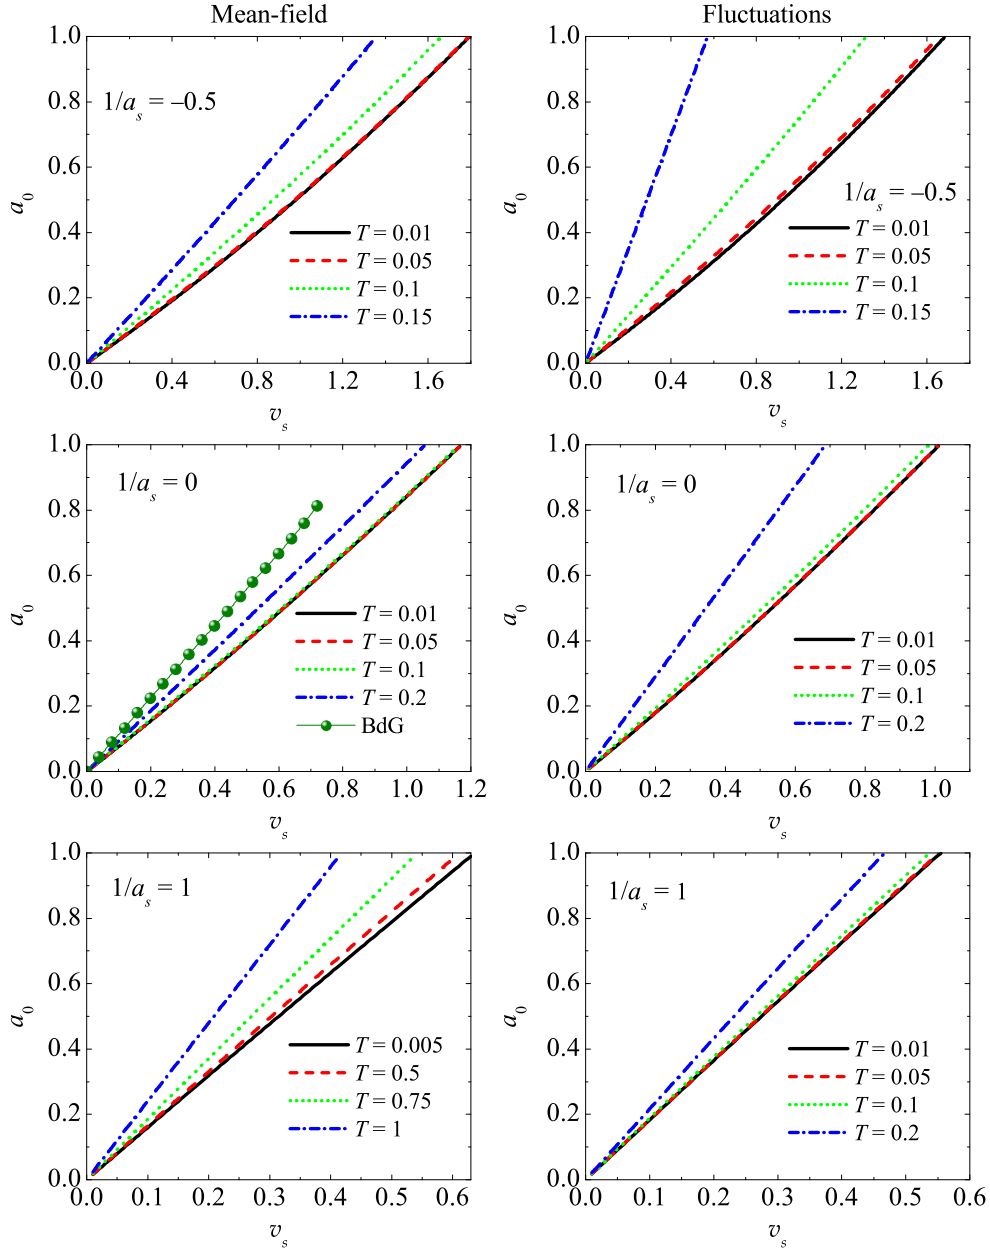 Mean-field
Fluctuations
1.0
0.8
0.6
0.4
0.2
0.0
a₀
1/aₛ = –0.5
T = 0.01
T = 0.05
T = 0.1
T = 0.15
0.0 0.4 0.8 1.2 1.6
vₛ
1.0
0.8
0.6
0.4
0.2
0.0
a₀
1/aₛ = –0.5
T = 0.01
T = 0.05
T = 0.1
T = 0.15
0.0 0.4 0.8 1.2 1.6
vₛ
1.0
0.8
0.6
0.4
0.2
0.0
a₀
1/aₛ = 0
T = 0.01
T = 0.05
T = 0.1
T = 0.2
BdG
0.0 0.2 0.4 0.6 0.8 1.0 1.2
vₛ
1.0
0.8
0.6
0.4
0.2
0.0
a₀
1/aₛ = 0
T = 0.01
T = 0.05
T = 0.1
T = 0.2
0.0 0.2 0.4 0.6 0.8 1.0
vₛ
1.0
0.8
0.6
0.4
0.2
0.0
a₀
1/aₛ = 1
T = 0.005
T = 0.5
T = 0.75
T = 1
0.0 0.1 0.2 0.3 0.4 0.5 0.6
vₛ
1.0
0.8
0.6
0.4
0.2
0.0
a₀
1/aₛ = 1
T = 0.01
T = 0.05
T = 0.1
T = 0.2
0.0 0.1 0.2 0.3 0.4 0.5 0.6
vₛ